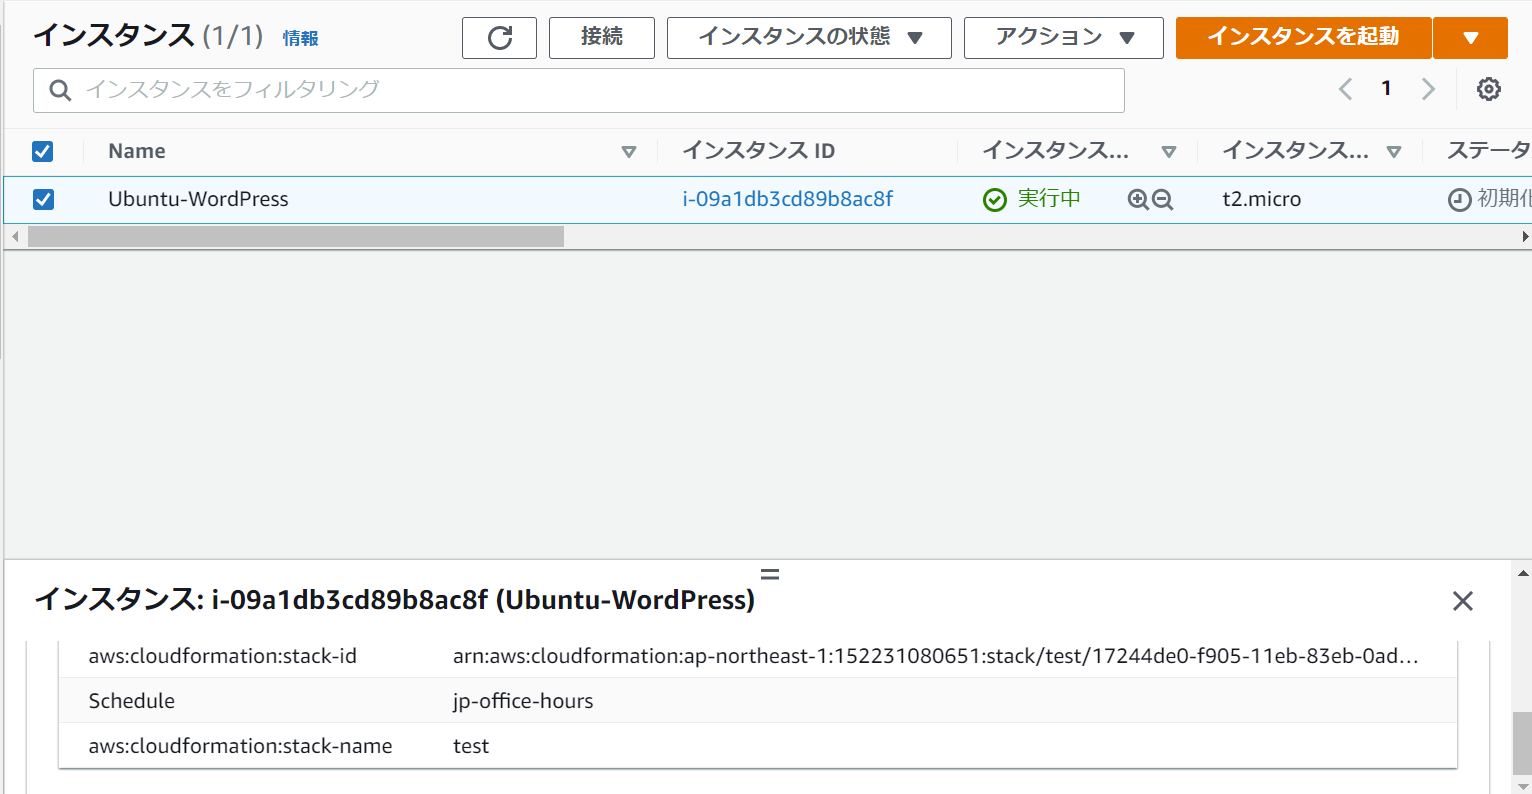 インスタンス (1/1) 情報 接続 インスタンスの状態 アクション インスタンスを起動
インスタンスをフィルタリング 1
Name インスタンス ID インスタンス... インスタンス... ステータ
Ubuntu-WordPress i-09a1db3cd89b8ac8f 実行中 t2.micro 初期化
インスタンス: i-09a1db3cd89b8ac8f (Ubuntu-WordPress)
aws:cloudformation:stack-id arn:aws:cloudformation:ap-northeast-1:152231080651:stack/test/17244de0-f905-11eb-83eb-0ad...
Schedule jp-office-hours
aws:cloudformation:stack-name test